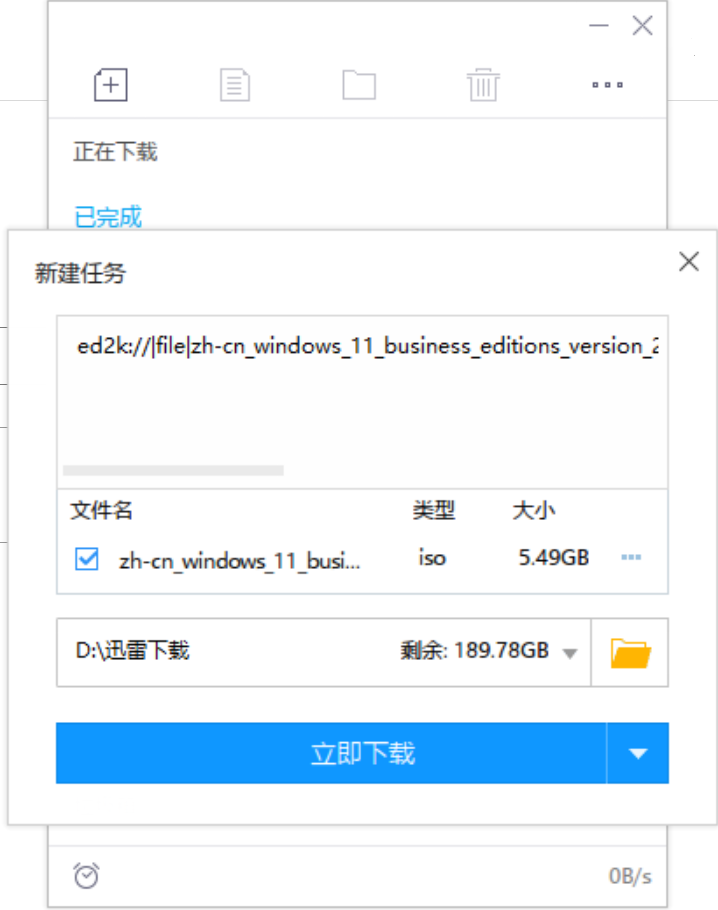 正在下载
已完成
新建任务
ed2k://|file|zh-cn_windows_11_business_editions_version_2
文件名 类型 大小
zh-cn_windows_11_busi... iso 5.49GB
D:\迅雷下载 剩余: 189.78GB
立即下载
0B/s